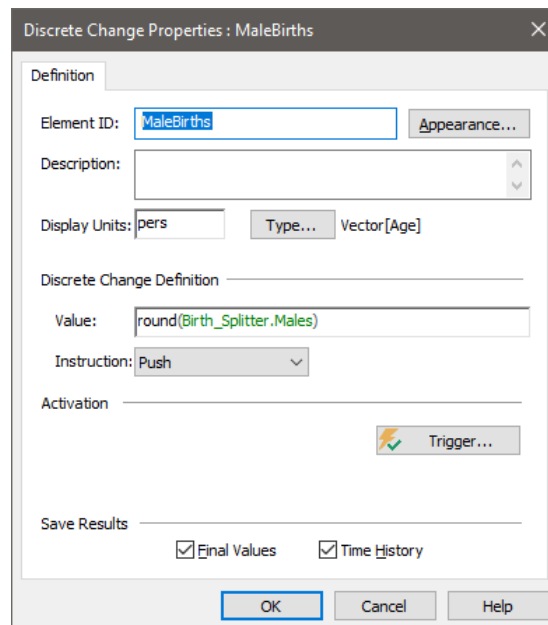 Discrete Change Properties : MaleBirths
Definition
Element ID: MaleBirths Appearance...
Description:
Display Units: pers Type... Vector[Age]
Discrete Change Definition
Value: round(Birth_Splitter.Males)
Instruction: Push
Activation
Trigger...
Save Results
Final Values Time History
OK Cancel Help